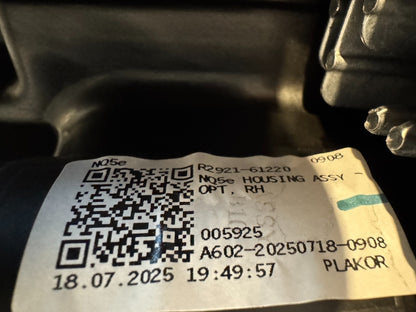 NQ5e
R2921-61220 0908
NQ5e HOUSING ASSY -
OPT, RH
005925
A602-20250718-0908
18.07.2025 19:49:57 PLAKOR